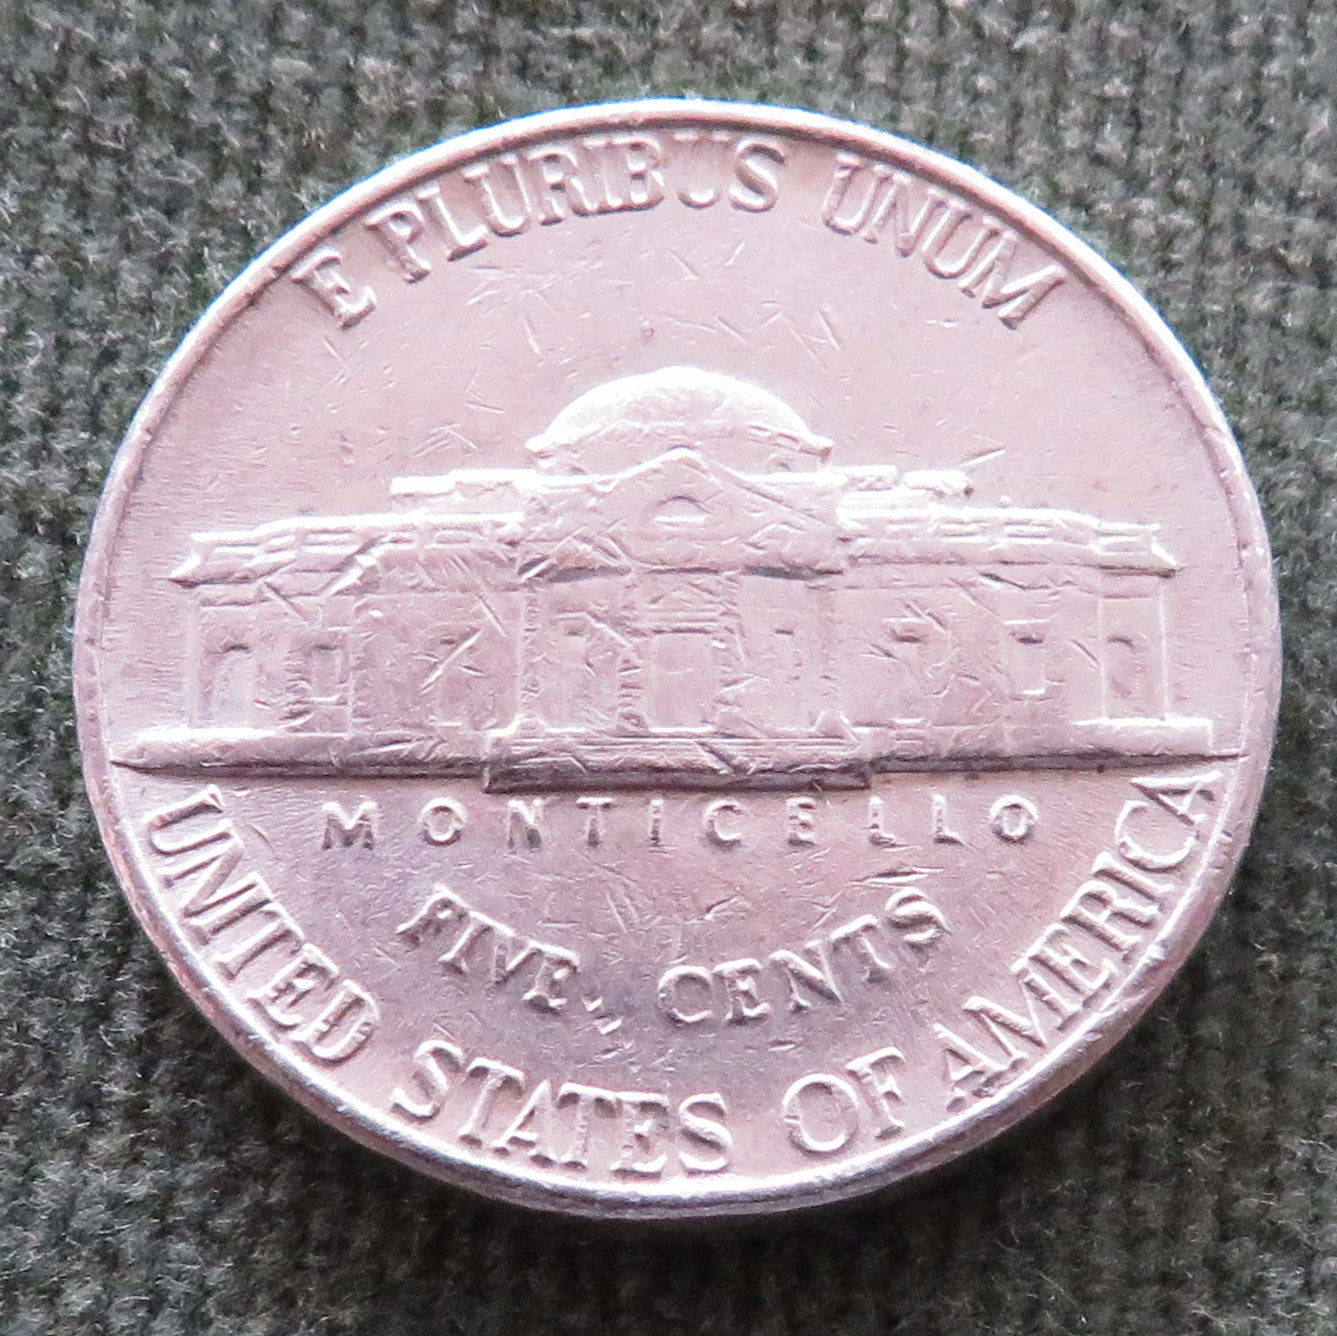 E PLURIBUS UNUM
MONTICELLO
FIVE CENTS
UNITED STATES OF AMERICA